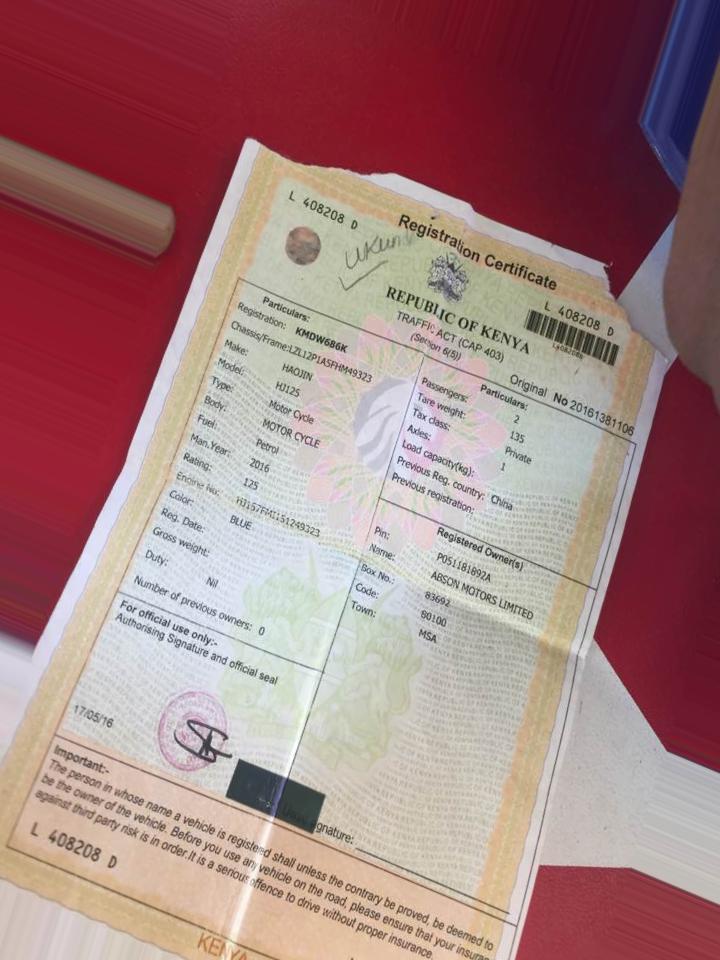 L 408208 D
Registration Certificate
L 408208 D
REPUBLIC OF KENYA
TRAFFIC ACT (CAP 403)
(Section 6(5))
Original No 20161381106
Particulars:
Registration: KMDW686K
Chassis/Frame:LZL12P1A5FHM49323
Make: HAOJIN
Model: HJ125
Type: Motor Cycle
Body: MOTOR CYCLE
Fuel: Petrol
Man.Year: 2016
Rating: 125
Engine No: HJ157FMI151249323
Color: BLUE
Reg. Date:
Gross weight:
Duty: Nil
Number of previous owners: 0
Particulars:
Passengers: 2
Tare weight: 135
Tax class: Private
Axles: 1
Load capacity(kg):
Previous Reg. country: China
Previous registration:
Registered Owner(s)
Pin: P051181892A
Name: ABSON MOTORS LIMITED
Box No.: 83692
Code: 80100
Town: MSA
For official use only:-
Authorising Signature and official seal
17/05/16
Signature:
Important:-
The person in whose name a vehicle is registered shall unless the contrary be proved, be deemed to
be the owner of the vehicle. Before you use any vehicle on the road, please ensure that your insurance
against third party risk is in order.It is a serious offence to drive without proper insurance.
L 408208 D
KENYA